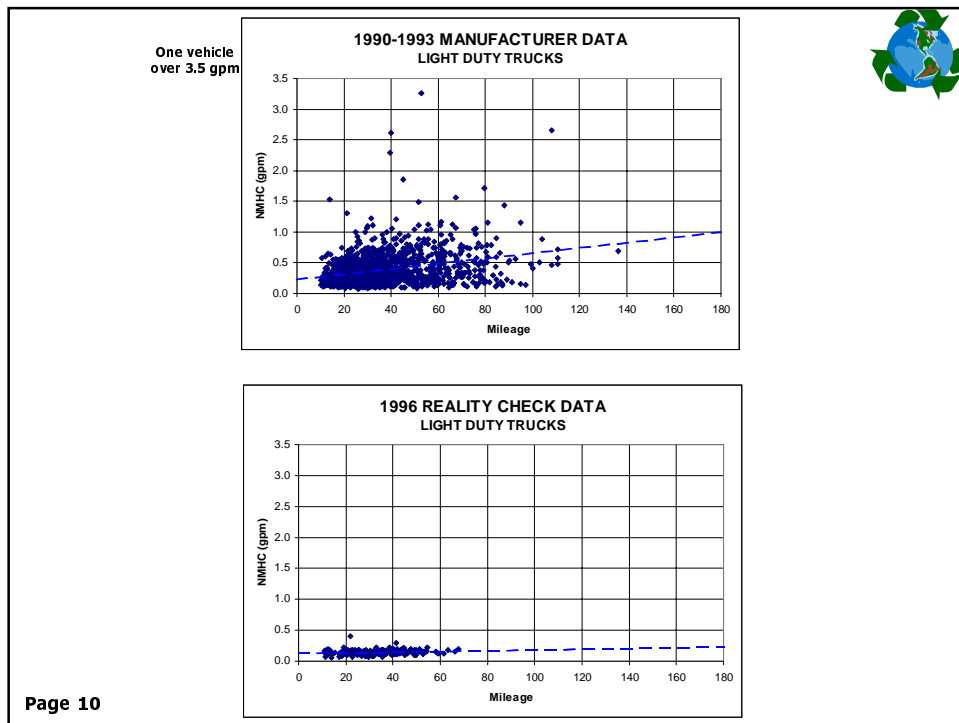 One vehicle
over 3.5 gpm
1990-1993 MANUFACTURER DATA
LIGHT DUTY TRUCKS
NMHC (gpm)
3.5
3.0
2.5
2.0
1.5
1.0
0.5
0.0
0 20 40 60 80 100 120 140 160 180
Mileage
1996 REALITY CHECK DATA
LIGHT DUTY TRUCKS
NMHC (gpm)
3.5
3.0
2.5
2.0
1.5
1.0
0.5
0.0
0 20 40 60 80 100 120 140 160 180
Mileage
Page 10